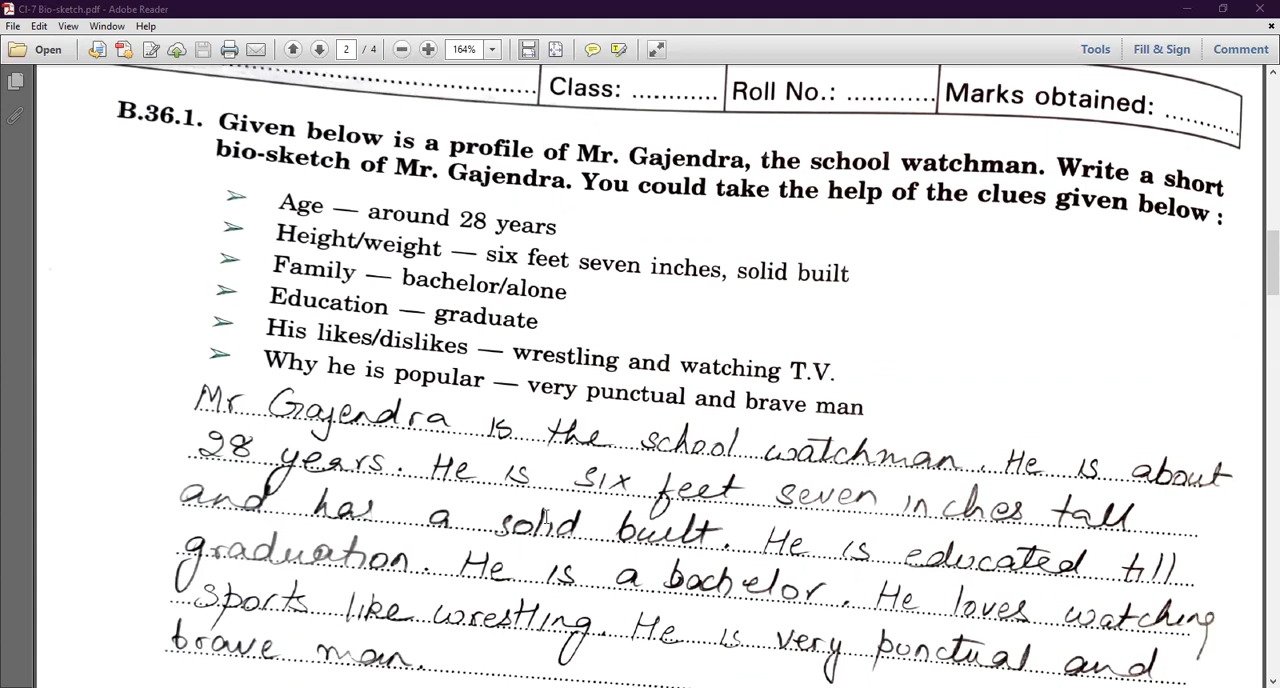 Cl-7 Bio-sketch.pdf - Adobe Reader
File Edit View Window Help
Open 2 / 4 164% Tools Fill & Sign Comment
Class: ............ Roll No.: ............ Marks obtained: ............
B.36.1. Given below is a profile of Mr. Gajendra, the school watchman. Write a short
bio-sketch of Mr. Gajendra. You could take the help of the clues given below :
➢ Age — around 28 years
➢ Height/weight — six feet seven inches, solid built
➢ Family — bachelor/alone
➢ Education — graduate
➢ His likes/dislikes — wrestling and watching T.V.
➢ Why he is popular — very punctual and brave man
Mr Gajendra is the school watchman. He is about
28 years. He is six feet seven inches tall
and has a solid built. He is educated till
graduation. He is a bachelor. He loves watching
sports like wrestling. He is very punctual and
brave man.